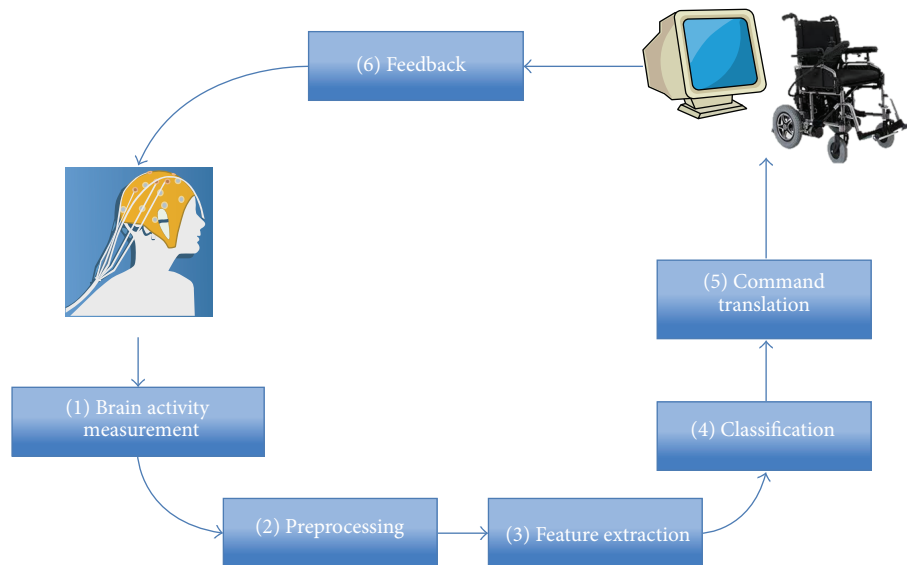 (6) Feedback
(5) Command
translation
(1) Brain activity
measurement
(4) Classification
(2) Preprocessing
(3) Feature extraction